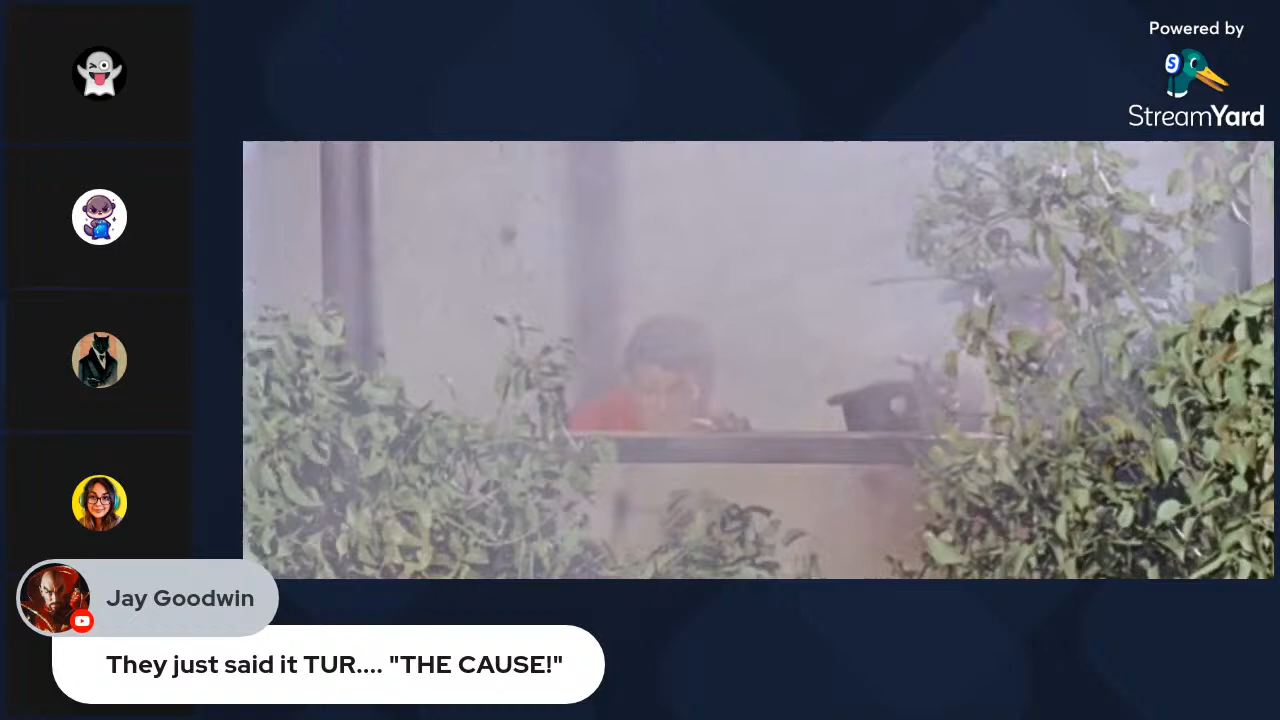 Powered by
StreamYard
Jay Goodwin
They just said it TUR.... "THE CAUSE!"